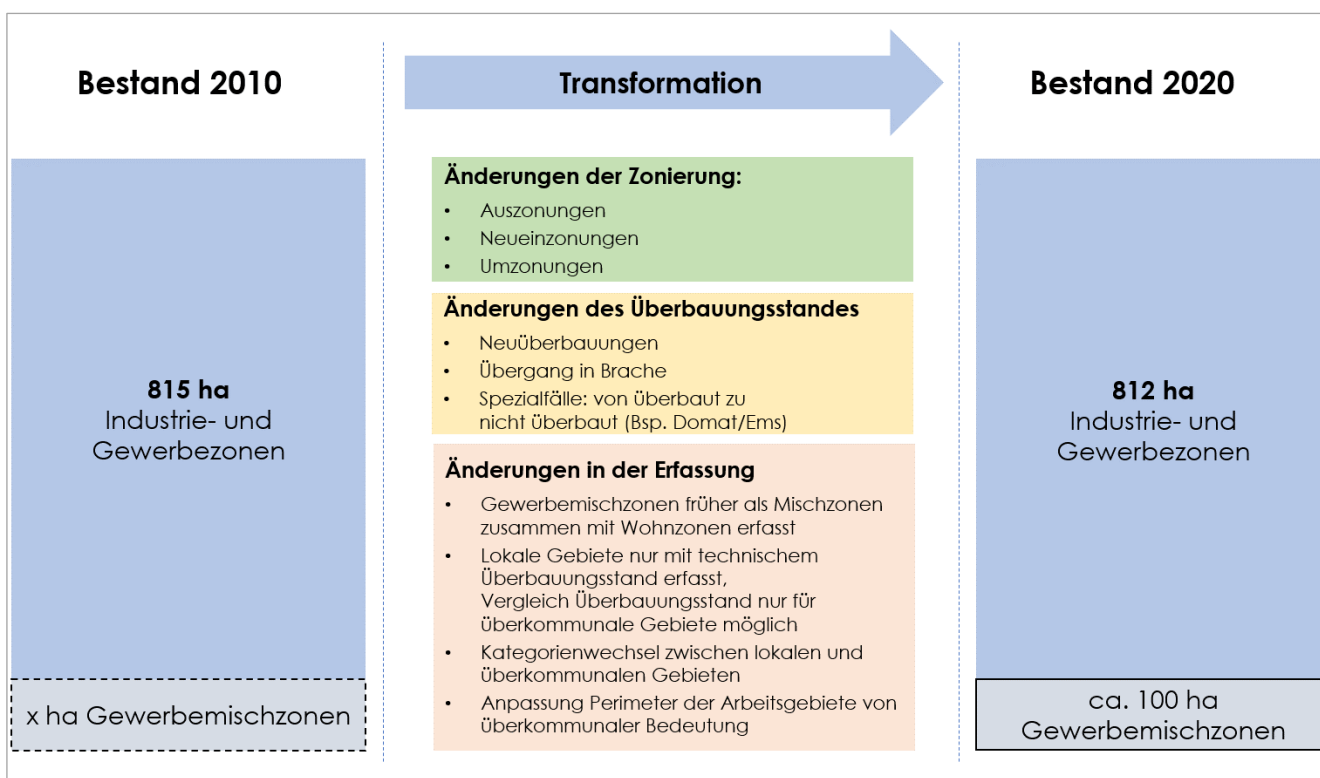 Bestand 2010
815 ha
Industrie- und
Gewerbezonen
x ha Gewerbemischzonen
Transformation
Änderungen der Zonierung:
• Auszonungen
• Neueinzonungen
• Umzonungen
Änderungen des Überbauungsstandes
• Neuüberbauungen
• Übergang in Brache
• Spezialfälle: von überbaut zu
nicht überbaut (Bsp. Domat/Ems)
Änderungen in der Erfassung
• Gewerbemischzonen früher als Mischzonen
zusammen mit Wohnzonen erfasst
• Lokale Gebiete nur mit technischem
Überbauungsstand erfasst,
Vergleich Überbauungsstand nur für
überkommunale Gebiete möglich
• Kategorienwechsel zwischen lokalen und
überkommunalen Gebieten
• Anpassung Perimeter der Arbeitsgebiete von
überkommunaler Bedeutung
Bestand 2020
812 ha
Industrie- und
Gewerbezonen
ca. 100 ha
Gewerbemischzonen